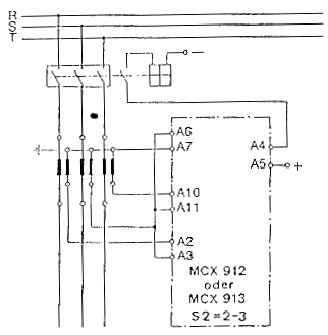 R
S
T
A6
A7
A4
A5
+
A10
A11
A2
A3
MCX 912
oder
MCX 913
S2=2-3